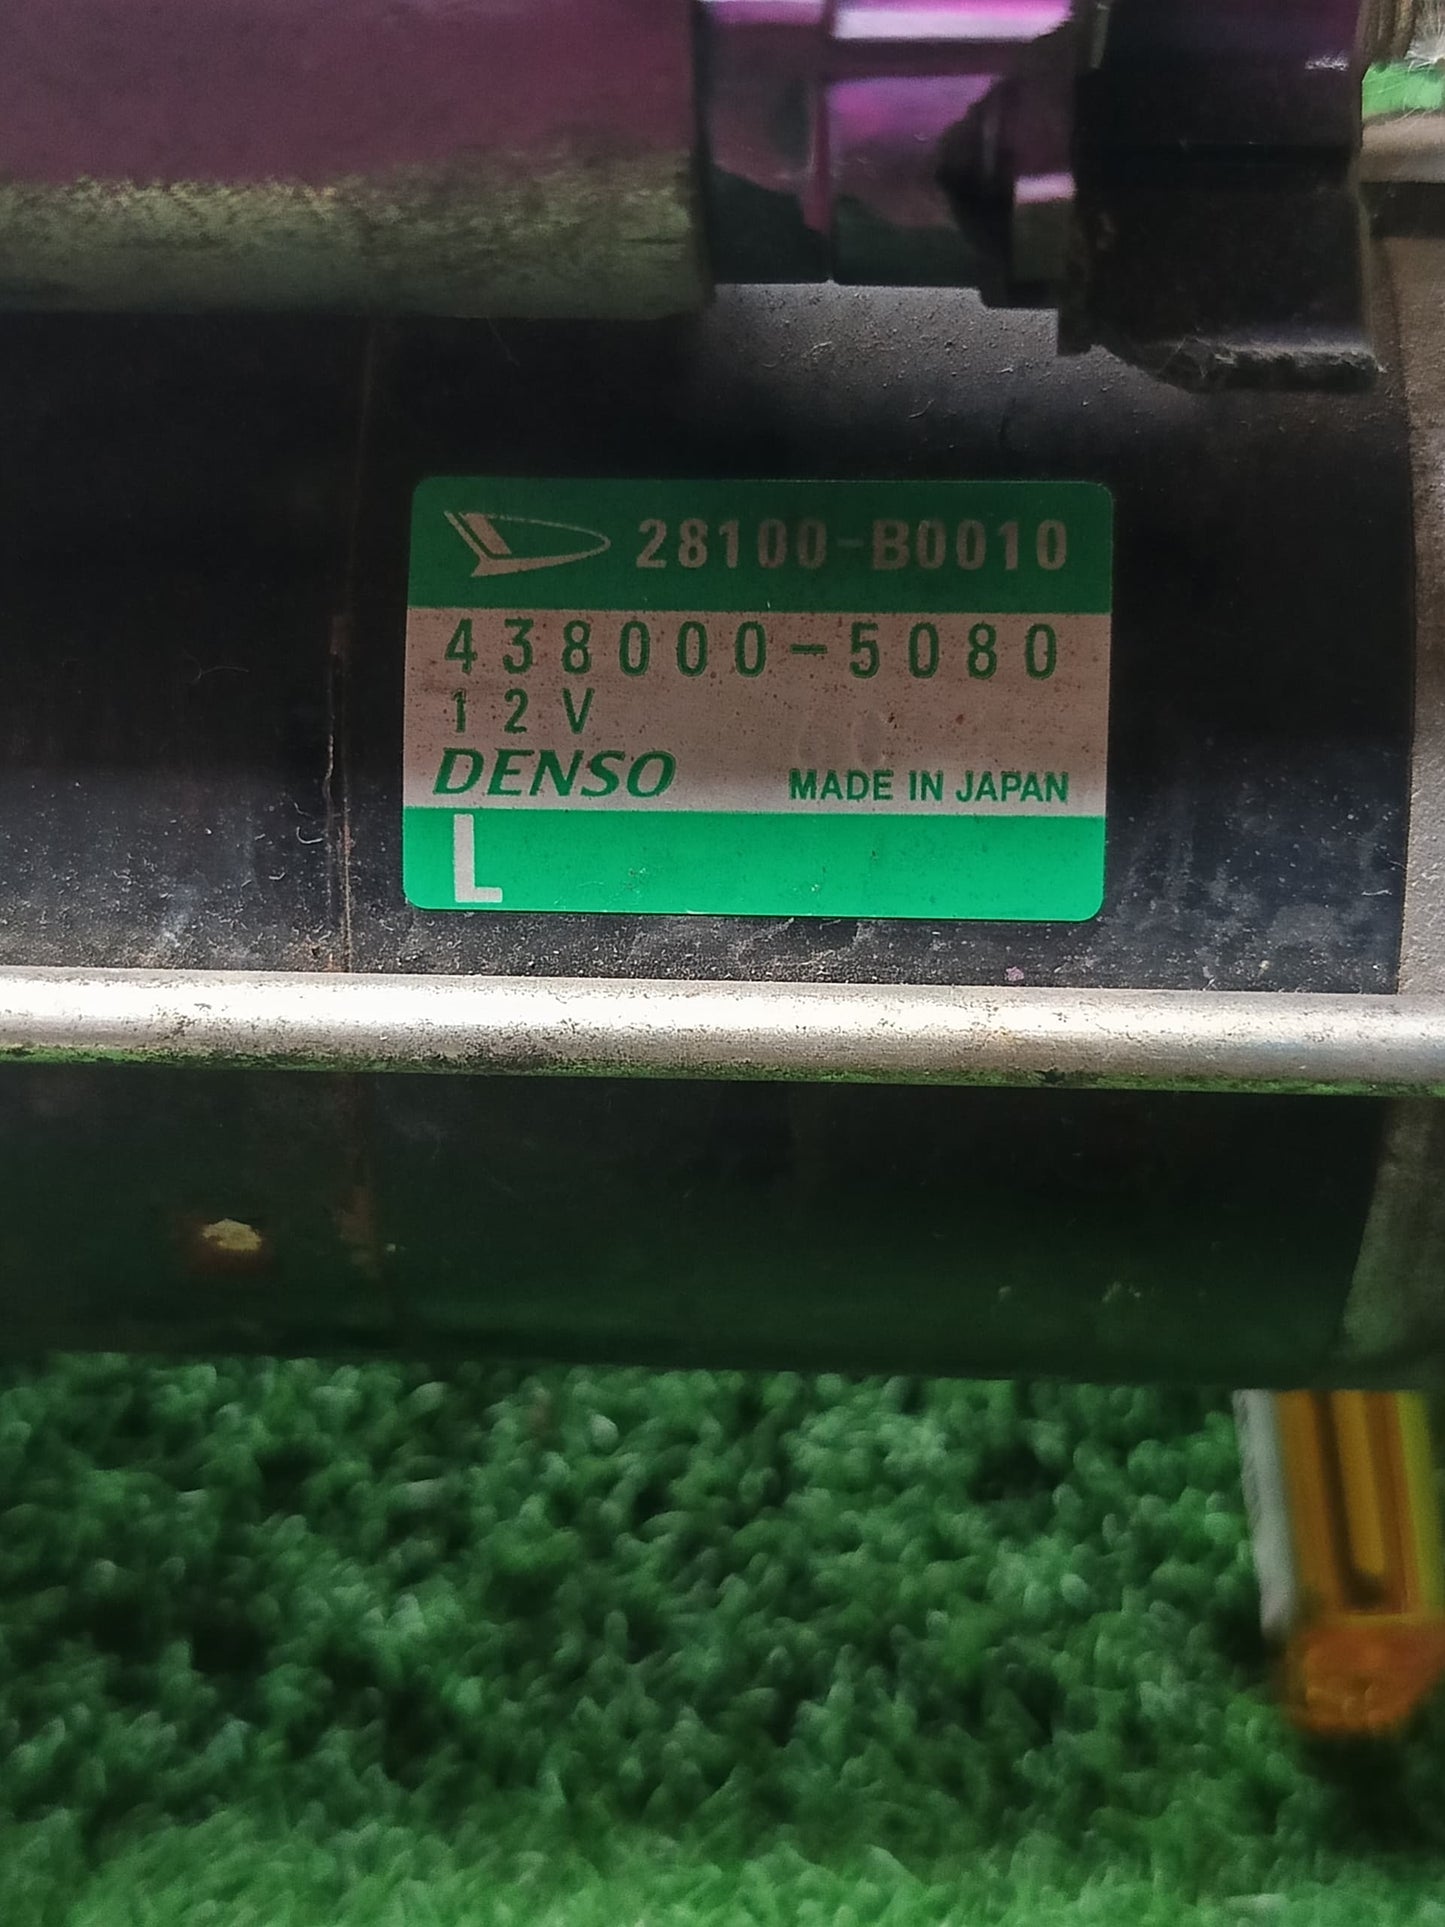 28100-B0010
438000-5080
12V
DENSO MADE IN JAPAN
L